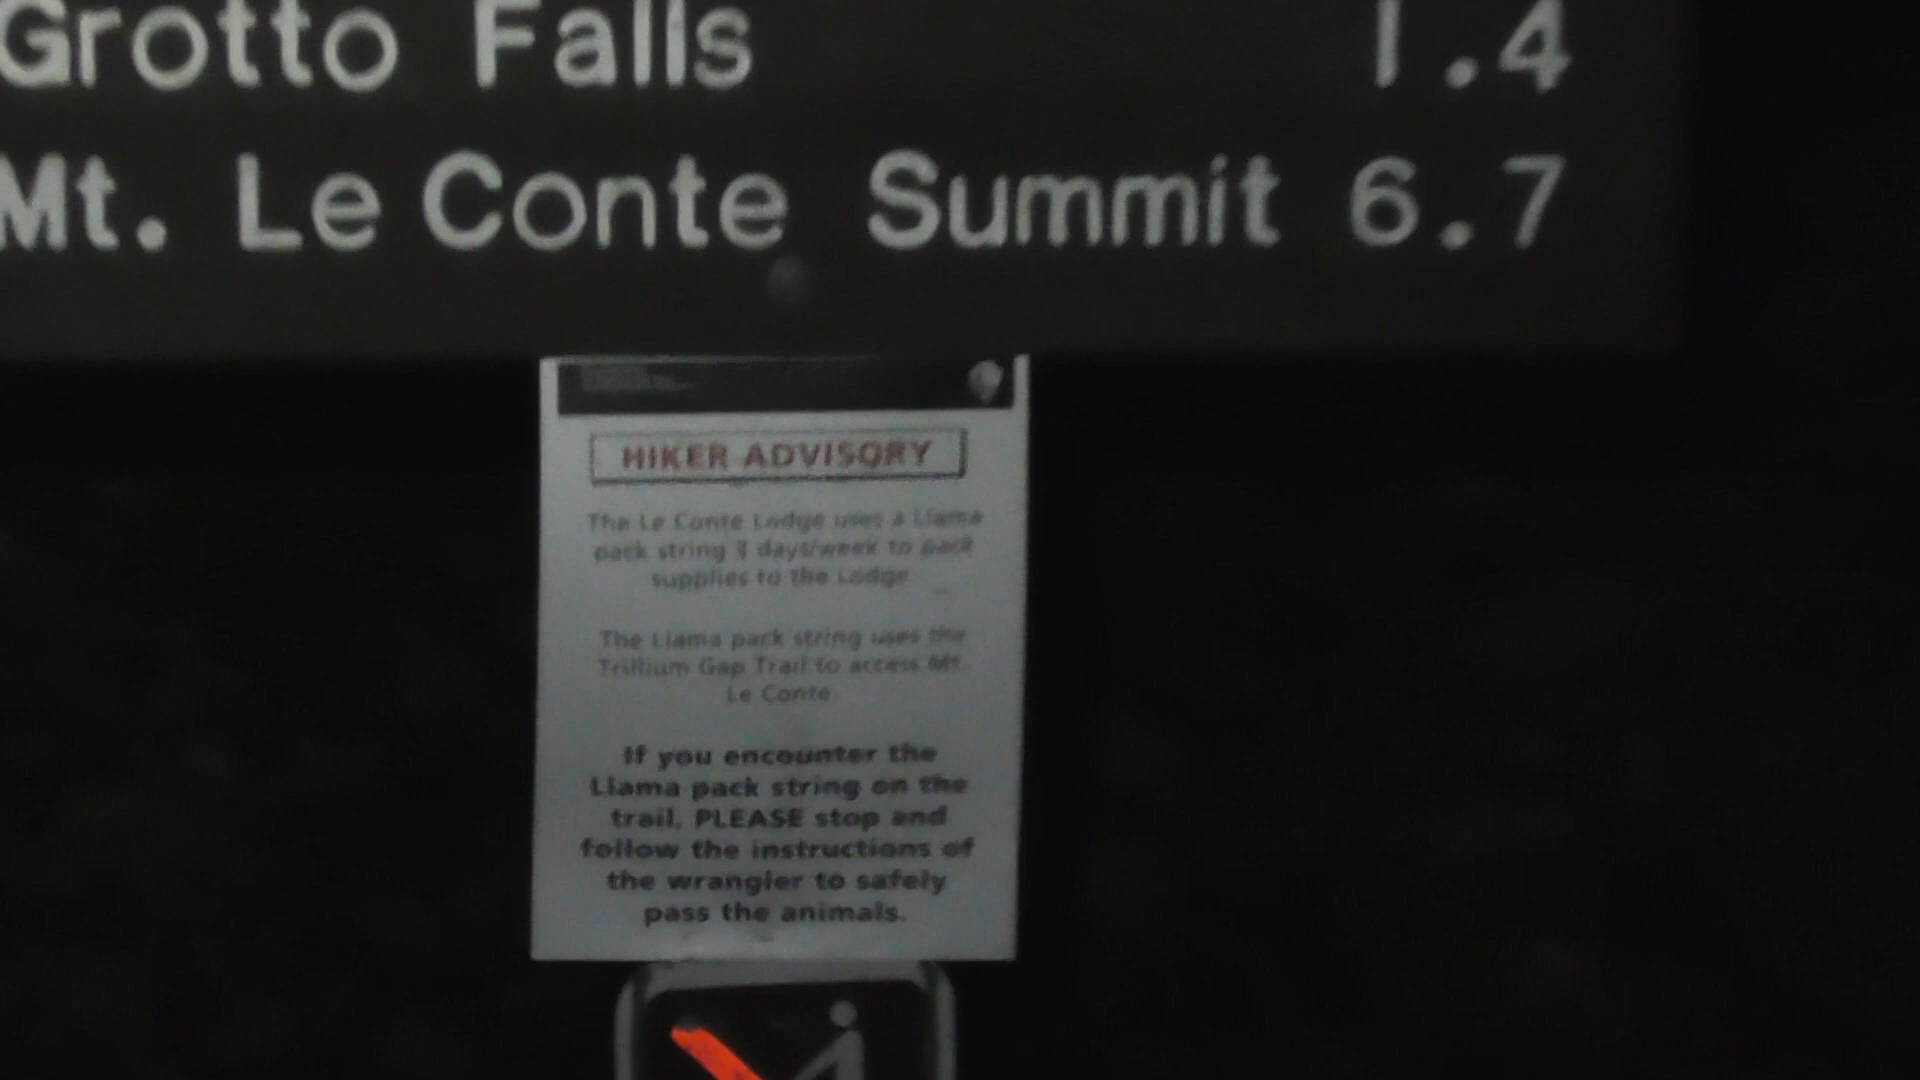 Grotto Falls 1.4
Mt. Le Conte Summit 6.7
HIKER ADVISORY
The Le Conte Lodge uses a Llama
pack string 3 days/week to pack
supplies to the Lodge
The Llama pack string uses the
Trillium Gap Trail to access Mt.
Le Conte
If you encounter the
Llama pack string on the
trail, PLEASE stop and
follow the instructions of
the wrangler to safely
pass the animals.